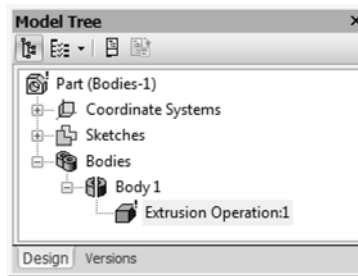 Model Tree
Part (Bodies-1)
Coordinate Systems
Sketches
Bodies
Body 1
Extrusion Operation:1
Design Versions